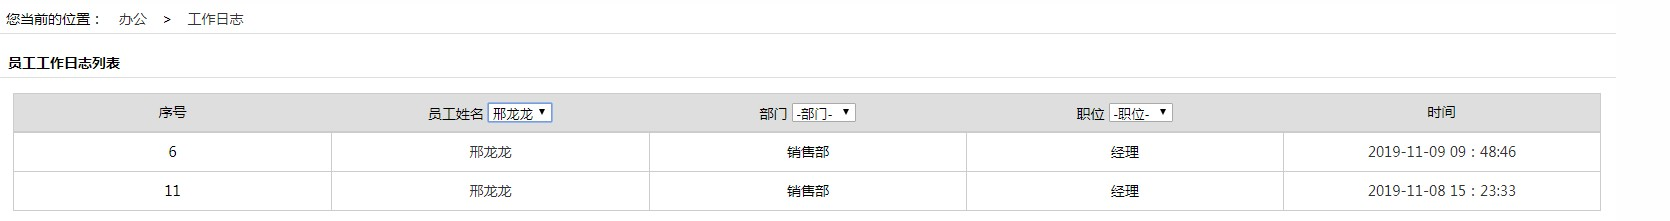 您当前的位置： 办公 > 工作日志
员工工作日志列表
序号 员工姓名 邢龙龙 部门 -部门- 职位 -职位- 时间
6 邢龙龙 销售部 经理 2019-11-09 09：48:46
11 邢龙龙 销售部 经理 2019-11-08 15：23:33